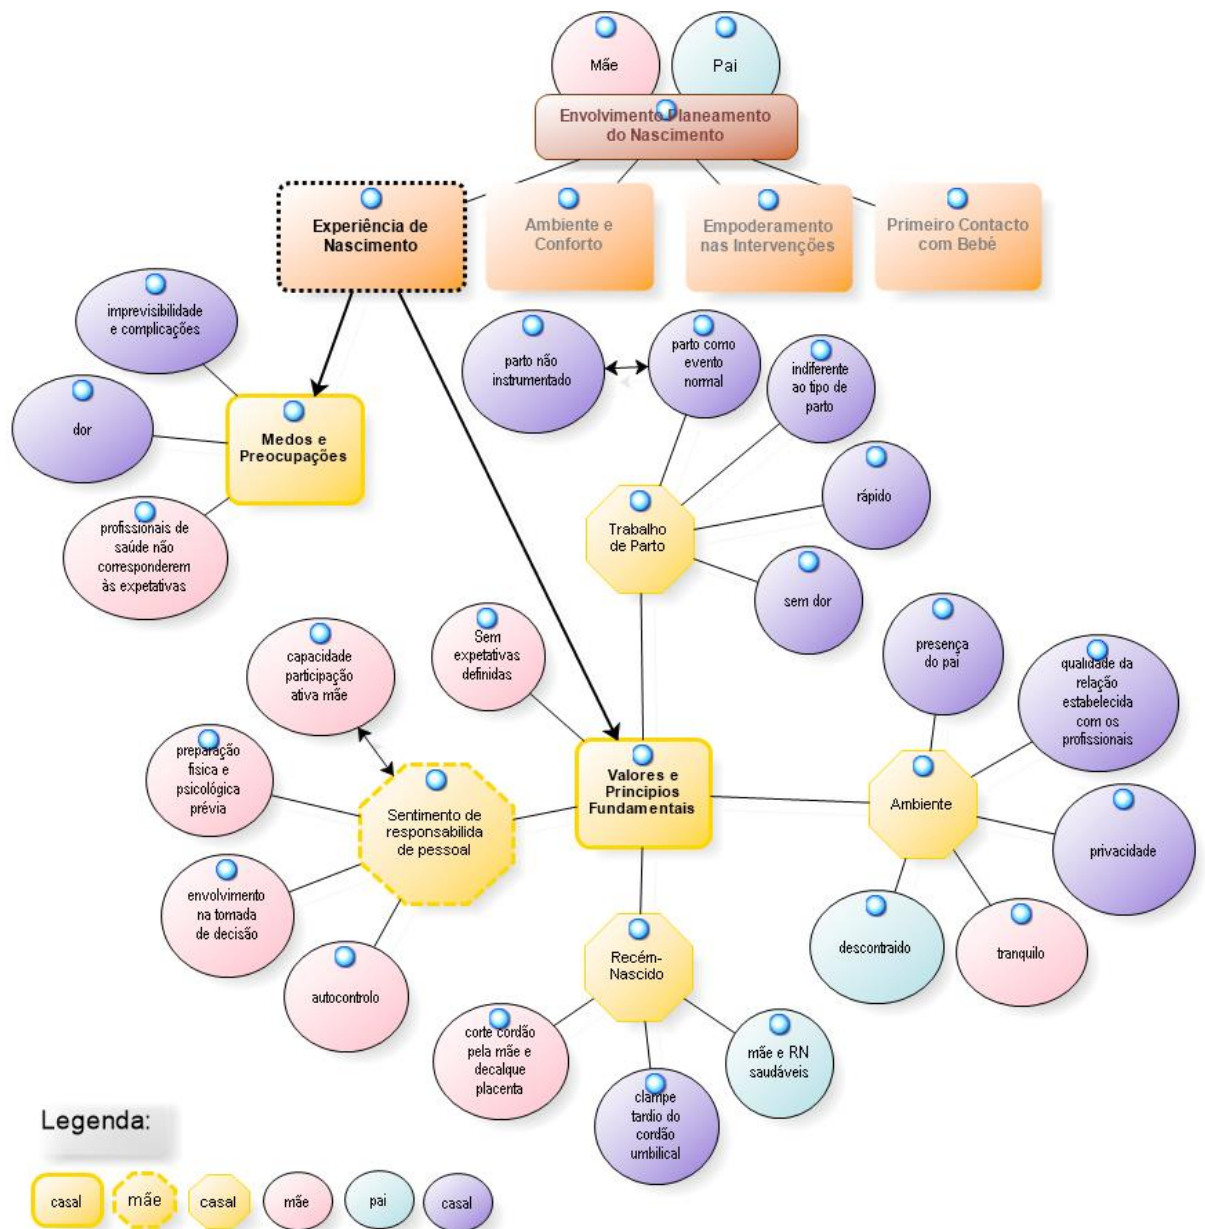 Mãe
Pai
Envolvimento Planeamento
do Nascimento
Experiência de
Nascimento
Ambiente e
Conforto
Empoderamento
nas Intervenções
Primeiro Contacto
com Bebé
imprevisibilidade
e complicações
dor
Medos e
Preocupações
profissionais de
saúde não
corresponderem
às expetativas
parto não
instrumentado
parto como
evento
normal
indiferente
ao tipo de
parto
rápido
sem dor
Trabalho
de Parto
Sem
expetativas
definidas
capacidade
participação
ativa mãe
preparação
fisica e
psicológica
prévia
Sentimento de
responsabilida
de pessoal
envolvimento
na tomada
de decisão
autocontrolo
Valores e
Principios
Fundamentais
presença
do pai
qualidade da
relação
estabelecida
com os
profissionais
Ambiente
privacidade
descontraido
tranquilo
Recém-
Nascido
corte cordão
pela mãe e
decalque
placenta
clampe
tardio do
cordão
umbilical
mãe e RN
saudáveis
Legenda:
casal
mãe
casal
mãe
pai
casal